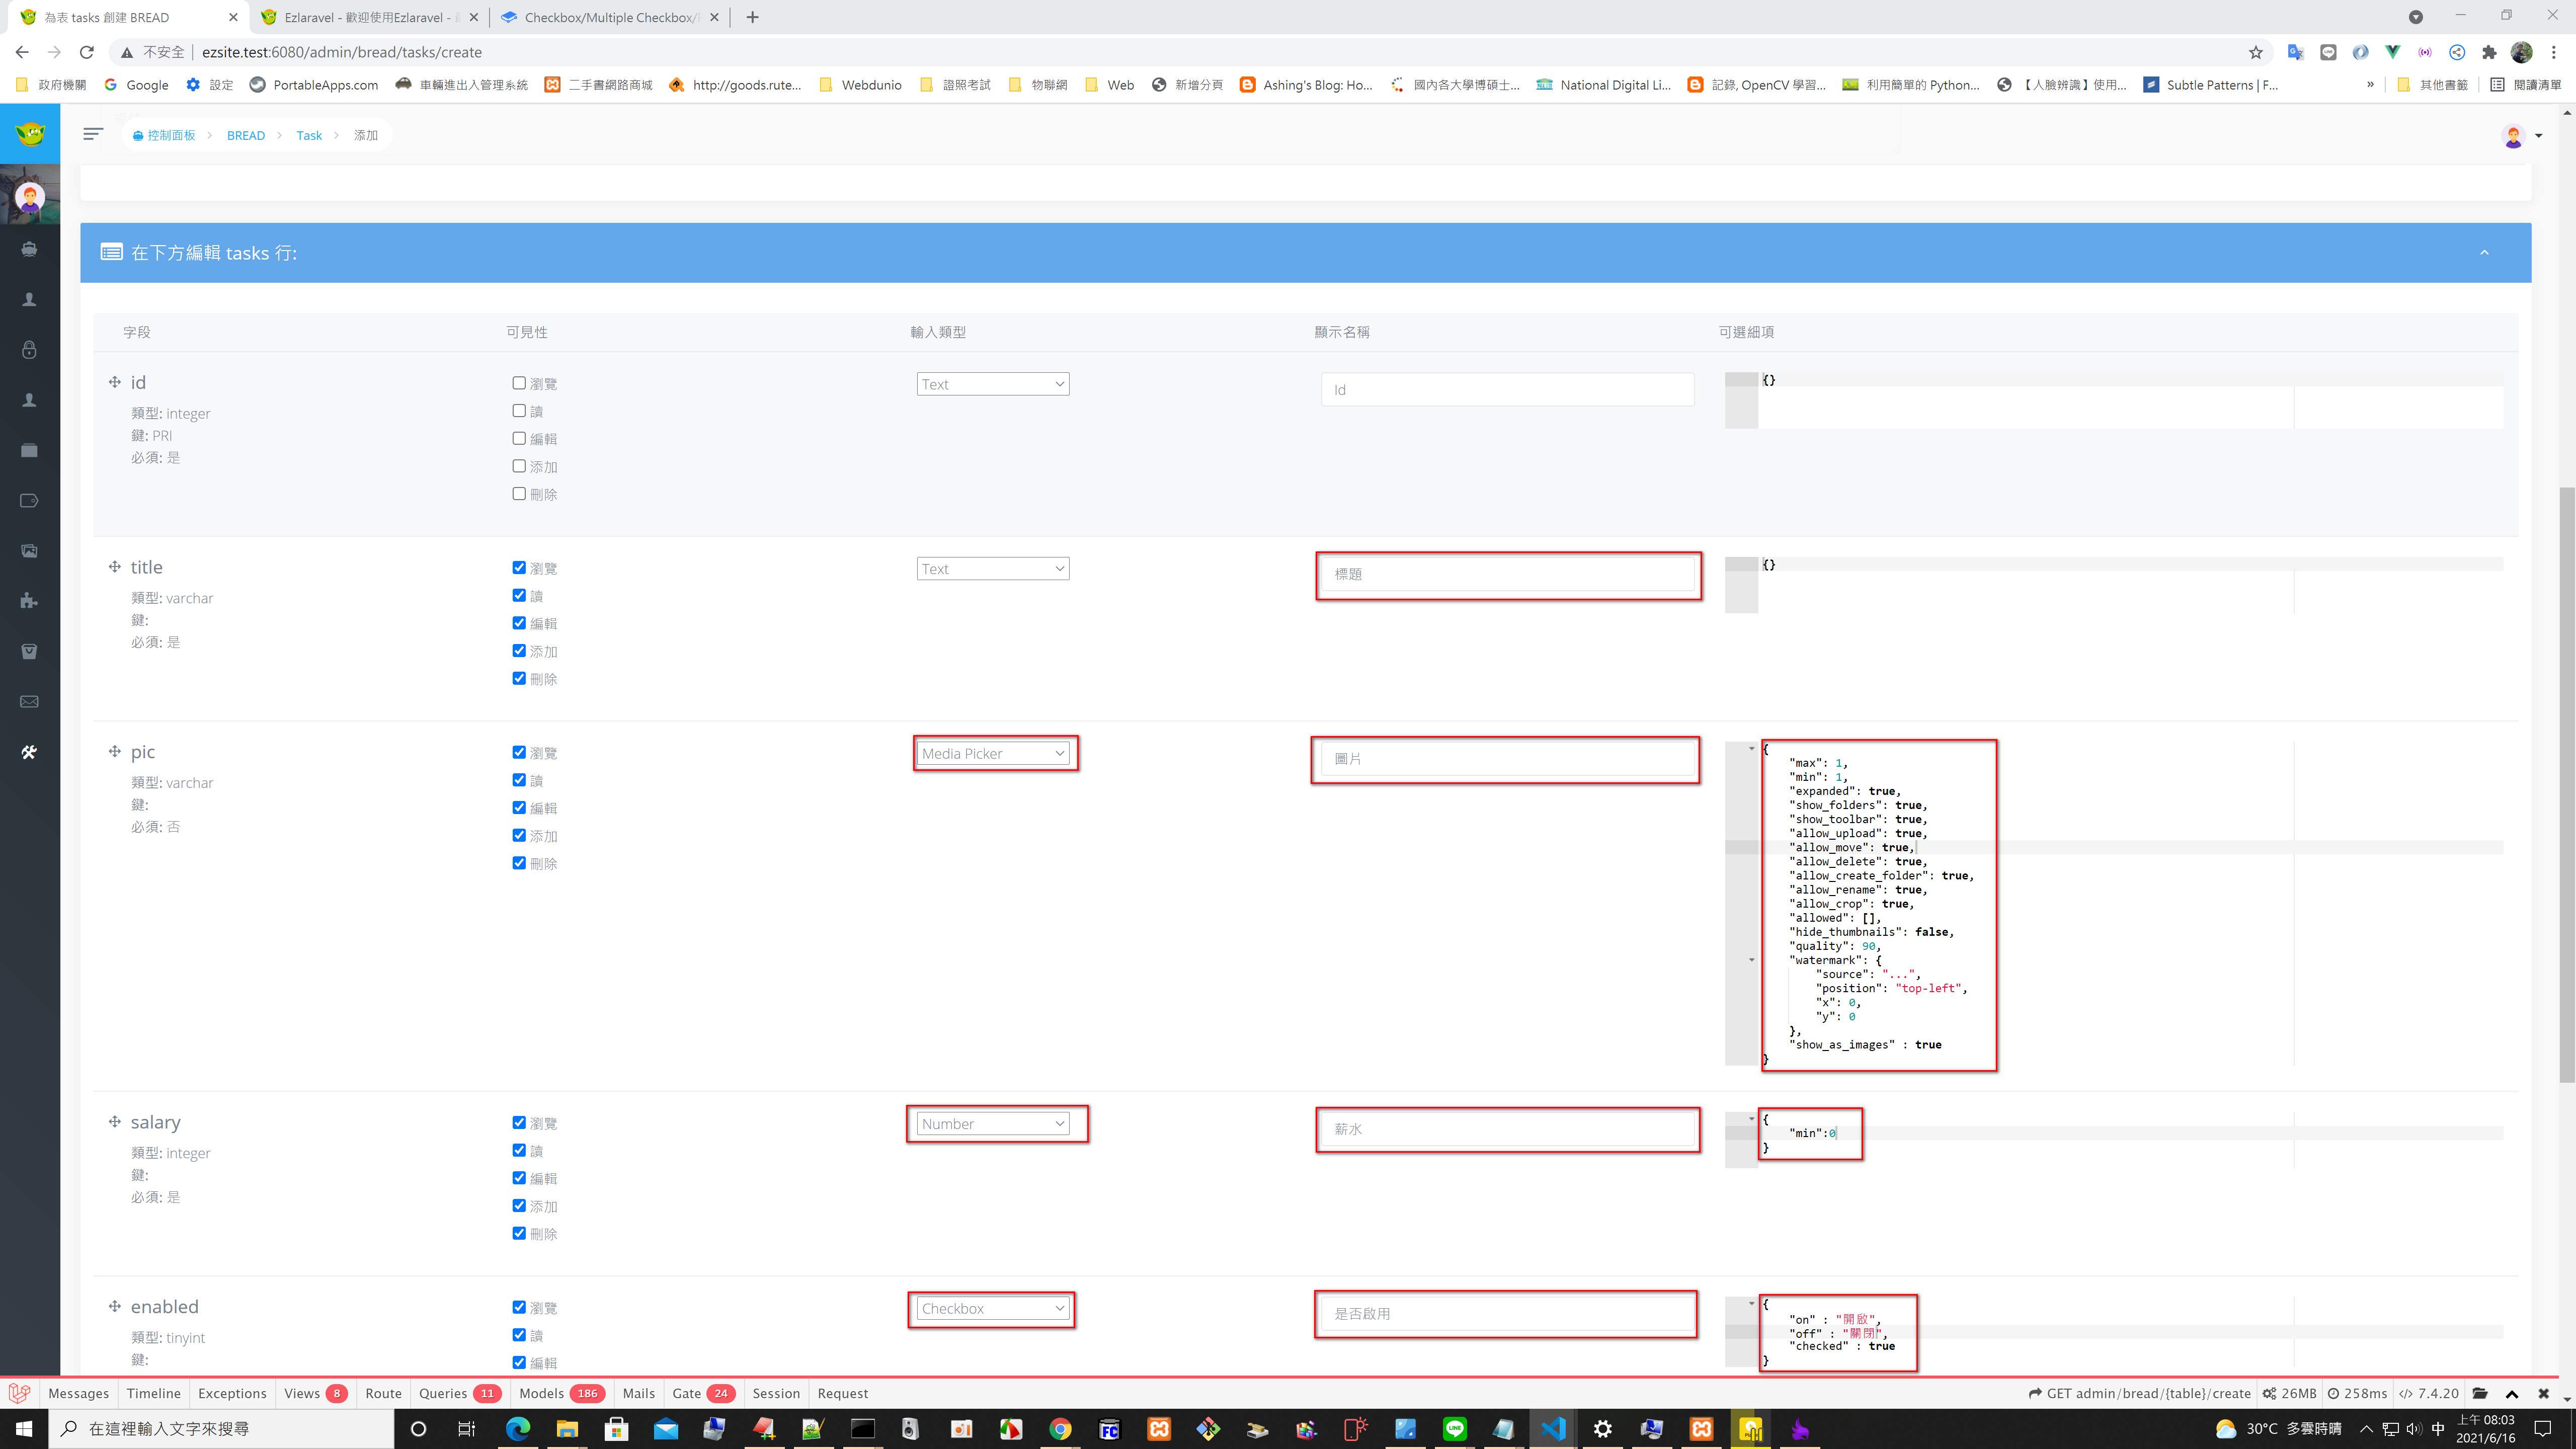 為表 tasks 創建 BREAD
Ezlaravel - 歡迎使用Ezlaravel -
Checkbox/Multiple Checkbox/
不安全 ezsite.test:6080/admin/bread/tasks/create
政府機關 Google 設定 PortableApps.com 車輛進出入管理系統 二手書網路商城 http://goods.rute... Webdunio 證照考試 物聯網 Web 新增分頁 Ashing's Blog: Ho... 國內各大學博碩士... National Digital Li... 記錄, OpenCV 學習... 利用簡單的 Python... 【人臉辨識】使用... Subtle Patterns | F... » 其他書籤 閱讀清單
控制面板 BREAD Task 添加
在下方編輯 tasks 行:
字段 可見性 輸入類型 顯示名稱 可選細項
id
類型: integer
鍵: PRI
必須: 是
瀏覽
讀
編輯
添加
刪除
Text
Id
{}
title
類型: varchar
鍵:
必須: 是
瀏覽
讀
編輯
添加
刪除
Text
標題
{}
pic
類型: varchar
鍵:
必須: 否
瀏覽
讀
編輯
添加
刪除
Media Picker
圖片
{
"max": 1,
"min": 1,
"expanded": true,
"show_folders": true,
"show_toolbar": true,
"allow_upload": true,
"allow_move": true,
"allow_delete": true,
"allow_create_folder": true,
"allow_rename": true,
"allow_crop": true,
"allowed": [],
"hide_thumbnails": false,
"quality": 90,
"watermark": {
"source": "...",
"position": "top-left",
"x": 0,
"y": 0
},
"show_as_images" : true
}
salary
類型: integer
鍵:
必須: 是
瀏覽
讀
編輯
添加
刪除
Number
薪水
{
"min":0
}
enabled
類型: tinyint
鍵:
瀏覽
讀
編輯
Checkbox
是否啟用
{
"on" : "開啟",
"off" : "關閉",
"checked" : true
}
Messages Timeline Exceptions Views 8 Route Queries 11 Models 186 Mails Gate 24 Session Request GET admin/bread/{table}/create 26MB 258ms 7.4.20
在這裡輸入文字來搜尋
30°C 多雲時晴 中 上午 08:03
2021/6/16